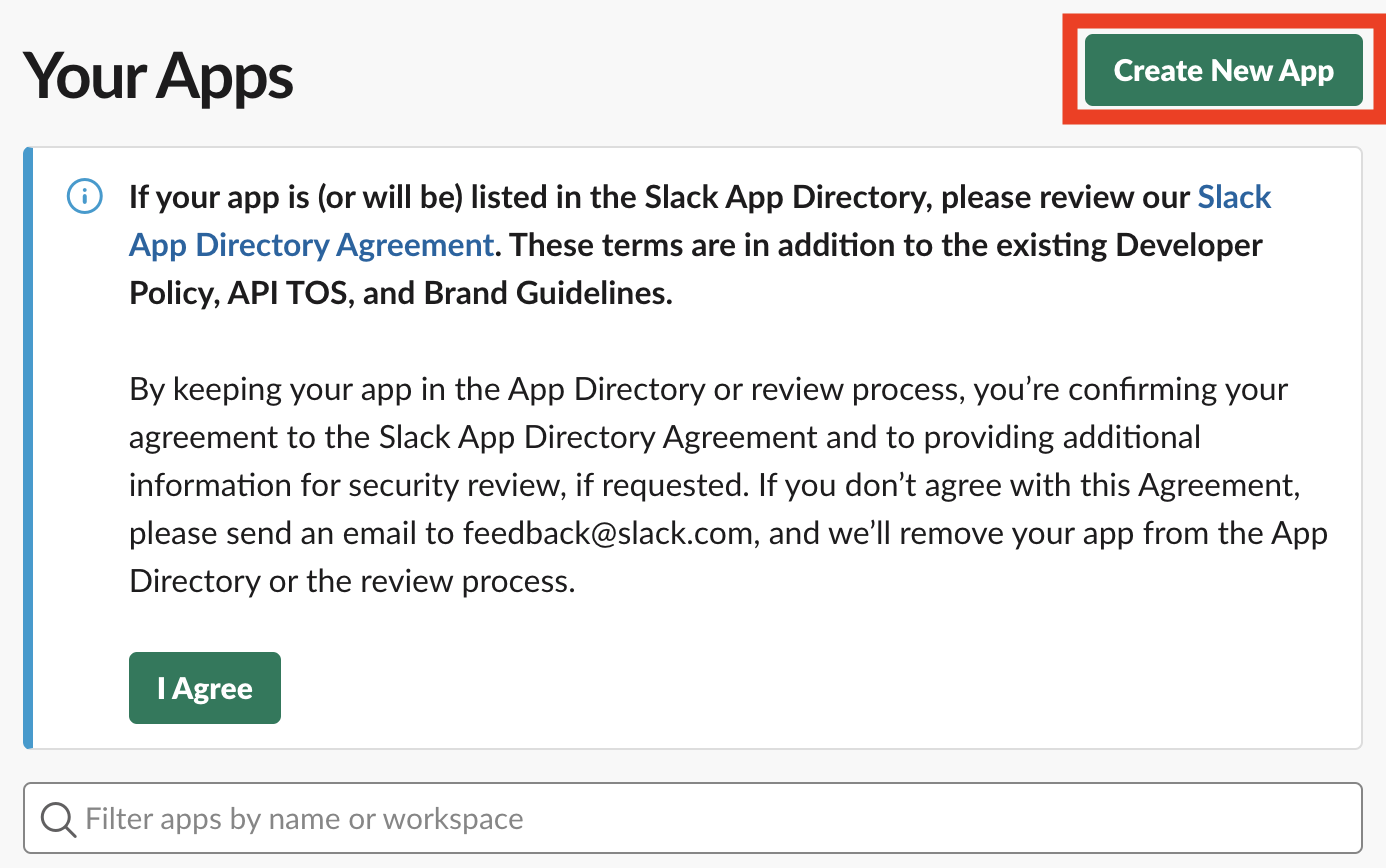 Your Apps
Create New App
If your app is (or will be) listed in the Slack App Directory, please review our Slack
App Directory Agreement. These terms are in addition to the existing Developer
Policy, API TOS, and Brand Guidelines.
By keeping your app in the App Directory or review process, you’re confirming your
agreement to the Slack App Directory Agreement and to providing additional
information for security review, if requested. If you don’t agree with this Agreement,
please send an email to feedback@slack.com, and we’ll remove your app from the App
Directory or the review process.
I Agree
Filter apps by name or workspace